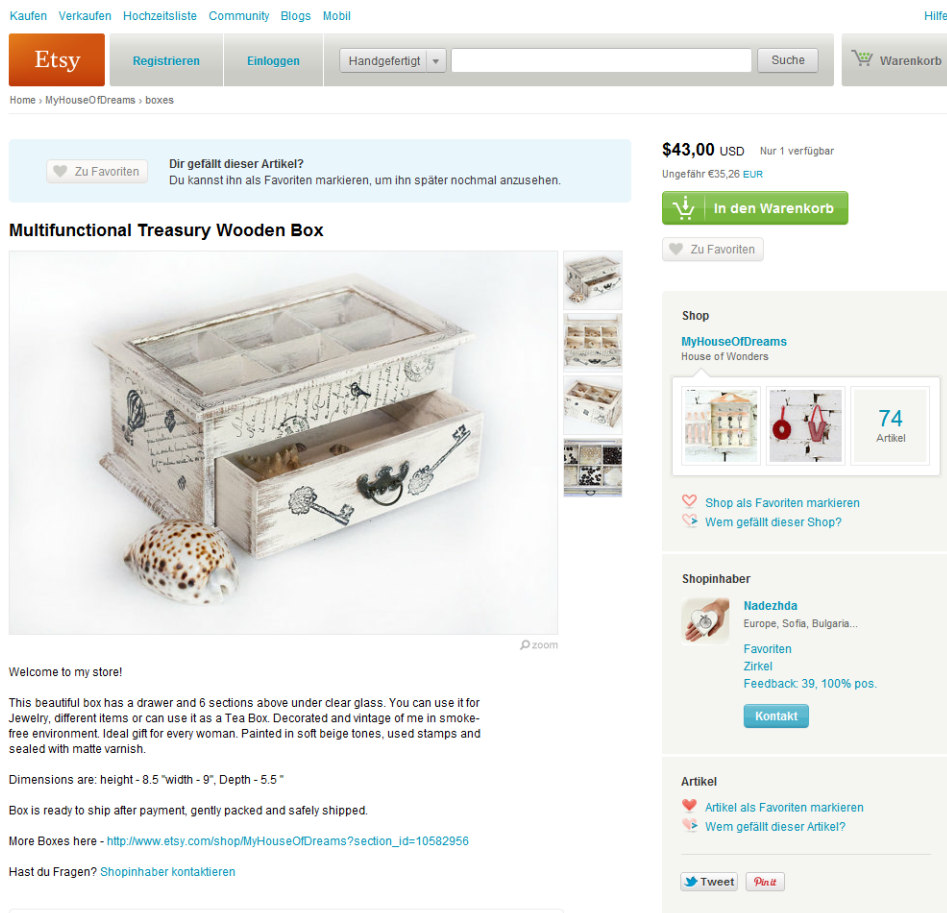 Kaufen Verkaufen Hochzeitsliste Community Blogs Mobil
Hilfe
Etsy
Registrieren
Einloggen
Handgefertigt
Suche
Warenkorb
Home › MyHouseOfDreams › boxes
Zu Favoriten
Dir gefällt dieser Artikel?
Du kannst ihn als Favoriten markieren, um ihn später nochmal anzusehen.
Multifunctional Treasury Wooden Box
zoom
Welcome to my store!
This beautiful box has a drawer and 6 sections above under clear glass. You can use it for
Jewelry, different items or can use it as a Tea Box. Decorated and vintage of me in smoke-
free environment. Ideal gift for every woman. Painted in soft beige tones, used stamps and
sealed with matte varnish.
Dimensions are: height - 8.5 "width - 9", Depth - 5.5 "
Box is ready to ship after payment, gently packed and safely shipped.
More Boxes here - http://www.etsy.com/shop/MyHouseOfDreams?section_id=10582956
Hast du Fragen? Shopinhaber kontaktieren
$43,00 USD Nur 1 verfügbar
Ungefähr €35,26 EUR
In den Warenkorb
Zu Favoriten
Shop
MyHouseOfDreams
House of Wonders
74
Artikel
Shop als Favoriten markieren
Wem gefällt dieser Shop?
Shopinhaber
Nadezhda
Europe, Sofia, Bulgaria...
Favoriten
Zirkel
Feedback: 39, 100% pos.
Kontakt
Artikel
Artikel als Favoriten markieren
Wem gefällt dieser Artikel?
Tweet
Pin it